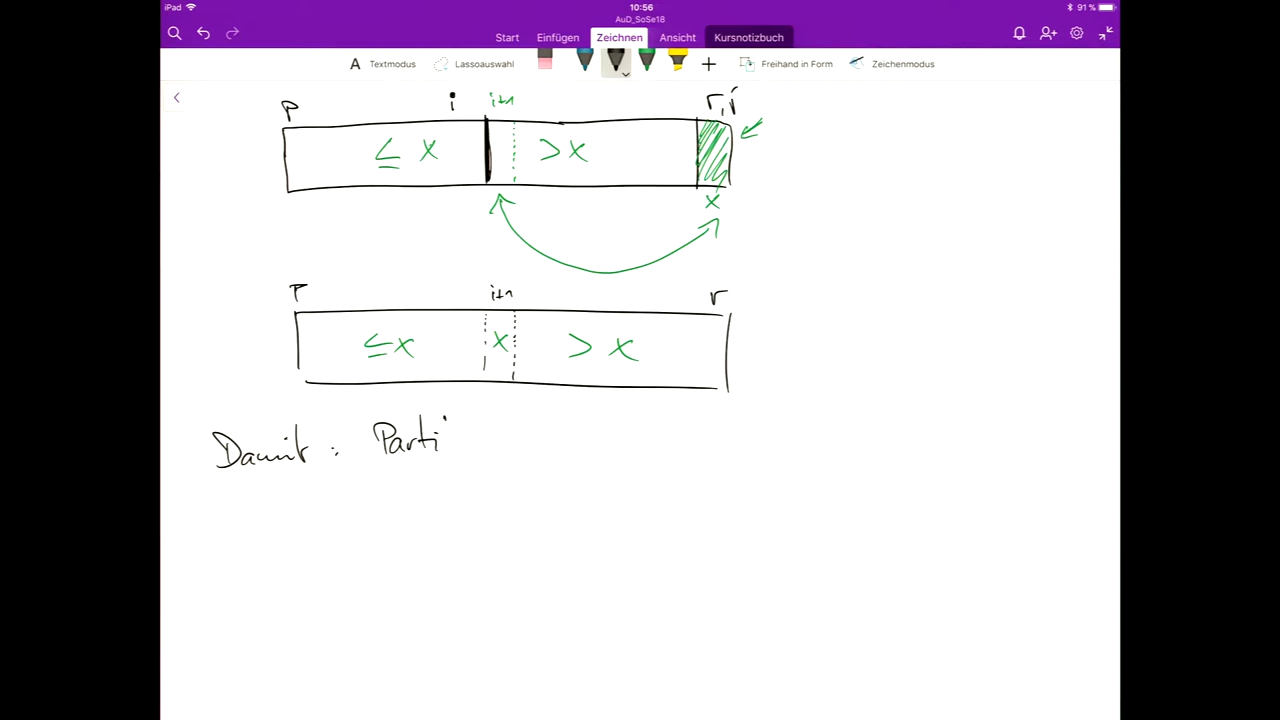 iPad 10:56 91 %
AuD_SoSe18
Start Einfügen Zeichnen Ansicht Kursnotizbuch
A Textmodus Lassoauswahl Freihand in Form Zeichenmodus
p i i+1 r, j
≤ x > x
x
p i+1 r
≤ x x > x
Damit : Parti